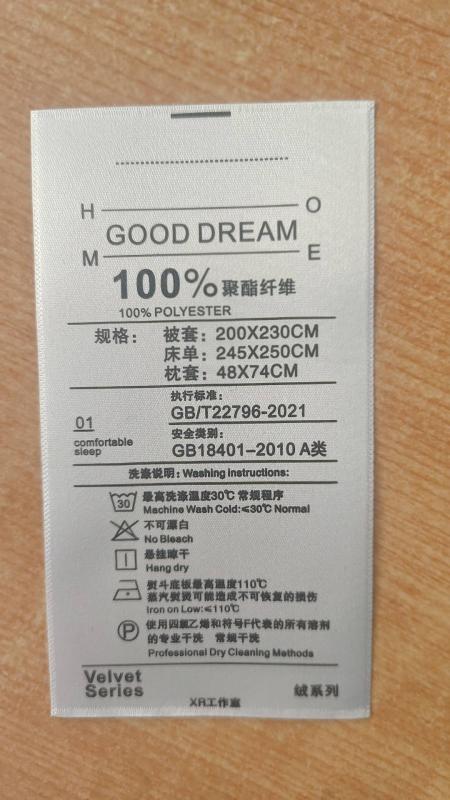 H O
GOOD DREAM
M E
100%聚酯纤维
100% POLYESTER
规格: 被套: 200X230CM
床单: 245X250CM
枕套: 48X74CM
执行标准:
GB/T22796-2021
01
comfortable
sleep
安全类别:
GB18401-2010 A类
洗涤说明: Washing instructions:
30
最高洗涤温度30℃ 常规程序
Machine Wash Cold:≤30℃ Normal
不可漂白
No Bleach
悬挂晾干
Hang dry
熨斗底板最高温度110℃
蒸汽熨烫可能造成不可恢复的损伤
Iron on Low:≤110℃
P
使用四氯乙烯和符号F代表的所有溶剂
的专业干洗 常规干洗
Professional Dry Cleaning Methods
Velvet
Series
绒系列
XR工作室